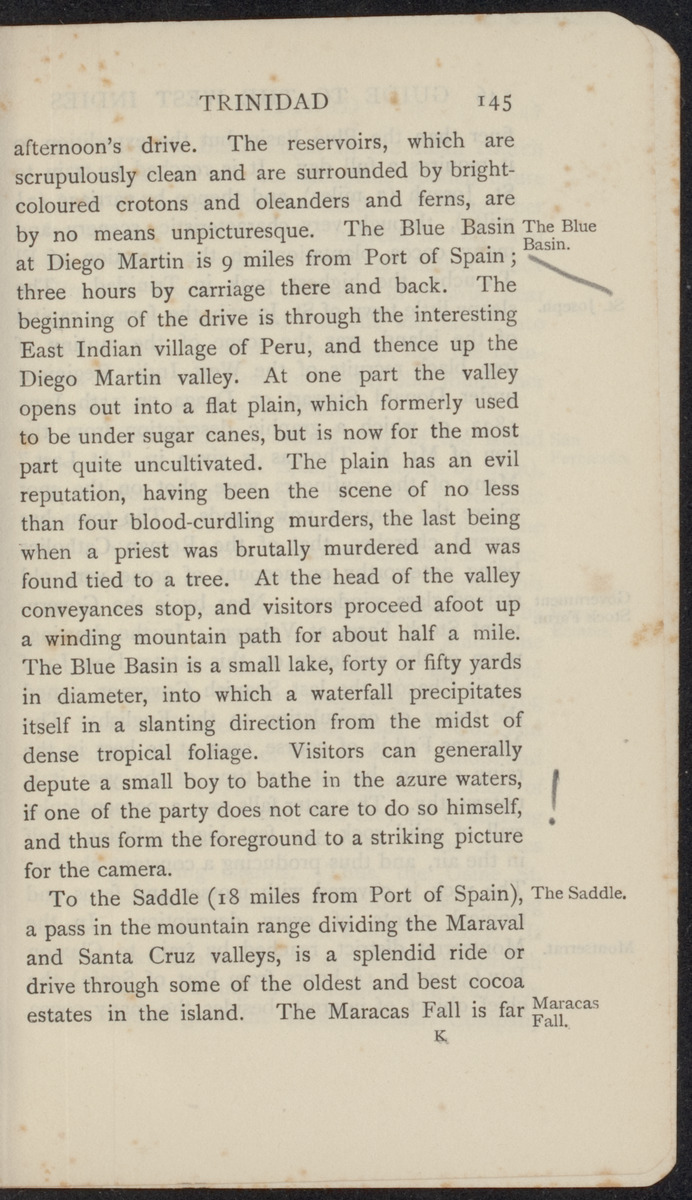 TRINIDAD 145
afternoon's drive. The reservoirs, which are
scrupulously clean and are surrounded by bright-
coloured crotons and oleanders and ferns, are
by no means unpicturesque. The Blue Basin
The Blue
Basin.
at Diego Martin is 9 miles from Port of Spain ;
three hours by carriage there and back. The
beginning of the drive is through the interesting
East Indian village of Peru, and thence up the
Diego Martin valley. At one part the valley
opens out into a flat plain, which formerly used
to be under sugar canes, but is now for the most
part quite uncultivated. The plain has an evil
reputation, having been the scene of no less
than four blood-curdling murders, the last being
when a priest was brutally murdered and was
found tied to a tree. At the head of the valley
conveyances stop, and visitors proceed afoot up
a winding mountain path for about half a mile.
The Blue Basin is a small lake, forty or fifty yards
in diameter, into which a waterfall precipitates
itself in a slanting direction from the midst of
dense tropical foliage. Visitors can generally
depute a small boy to bathe in the azure waters,
!
if one of the party does not care to do so himself,
and thus form the foreground to a striking picture
for the camera.
To the Saddle (18 miles from Port of Spain),
The Saddle.
a pass in the mountain range dividing the Maraval
and Santa Cruz valleys, is a splendid ride or
drive through some of the oldest and best cocoa
estates in the island. The Maracas Fall is far
Maracas
Fall.
K